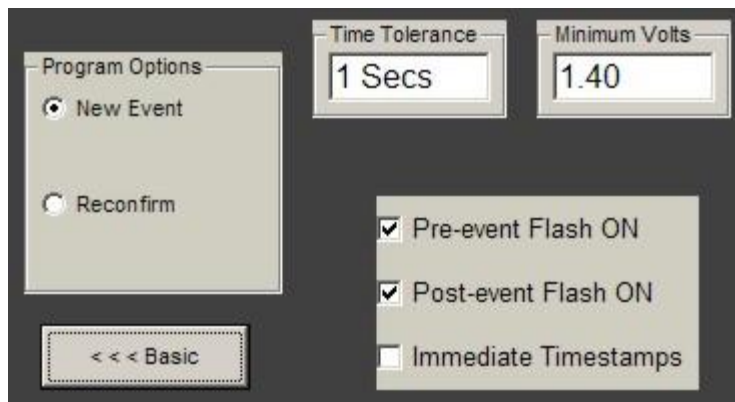 Time Tolerance
Minimum Volts
1 Secs
1.40
Program Options
New Event
Reconfirm
Pre-event Flash ON
Post-event Flash ON
Immediate Timestamps
< < < Basic